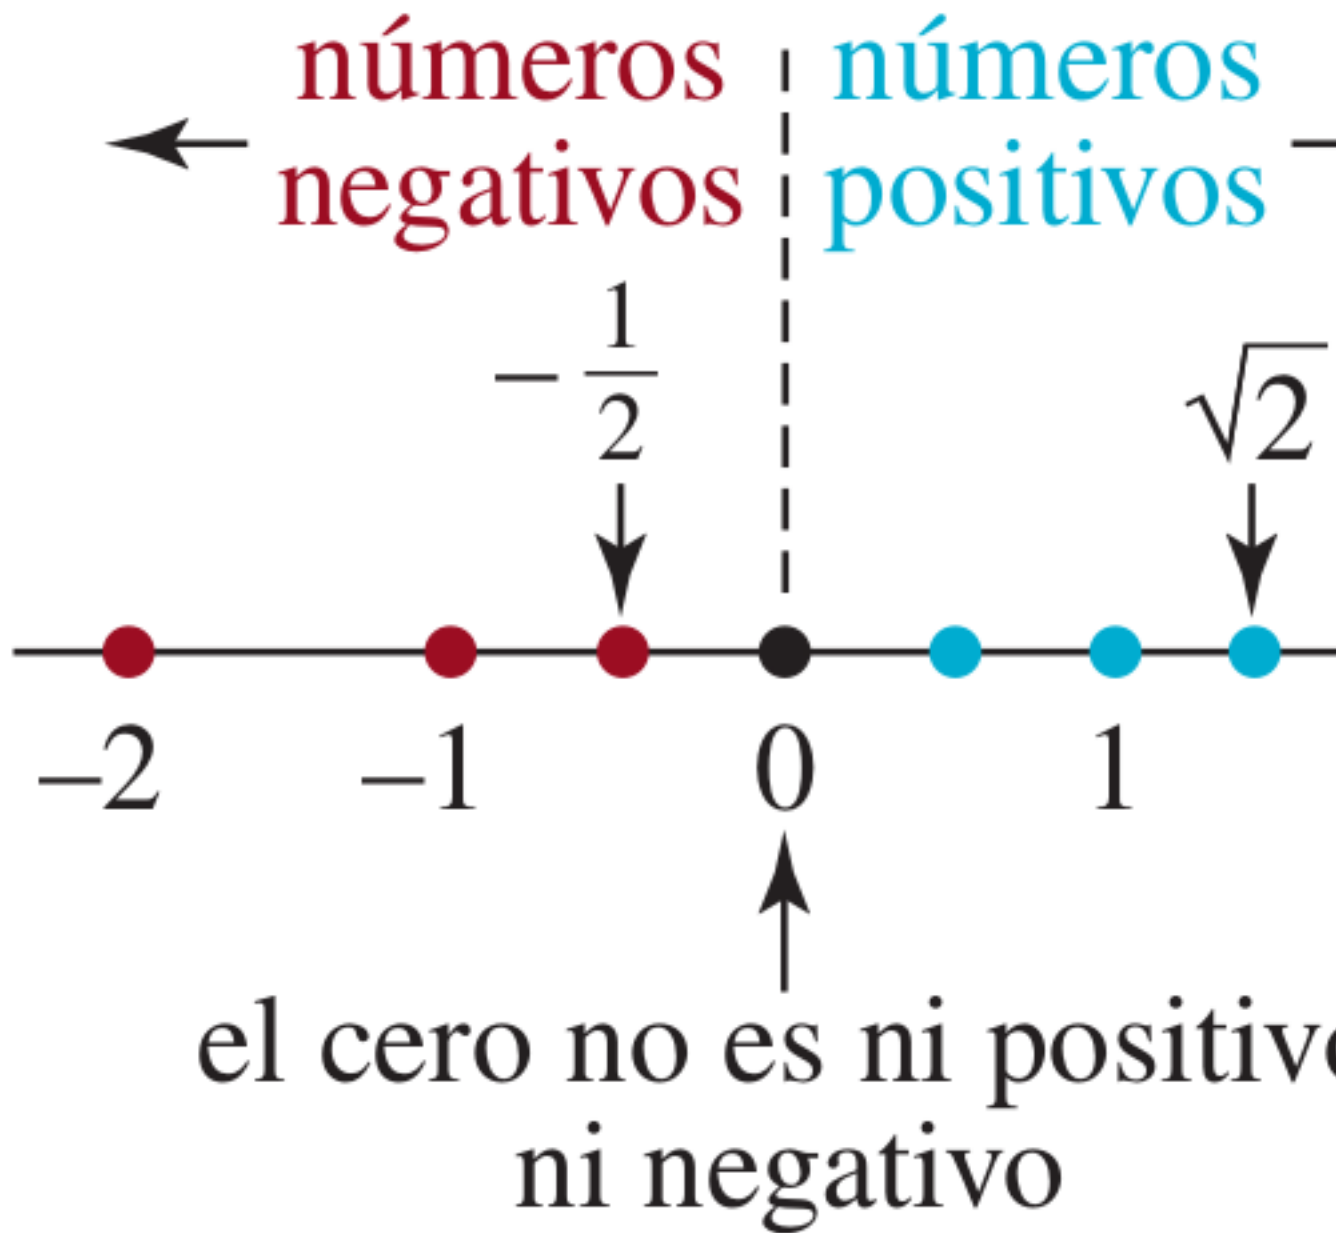 números números
negativos positivos
-1/2 √2
–2 –1 0 1
el cero no es ni positivo
ni negativo